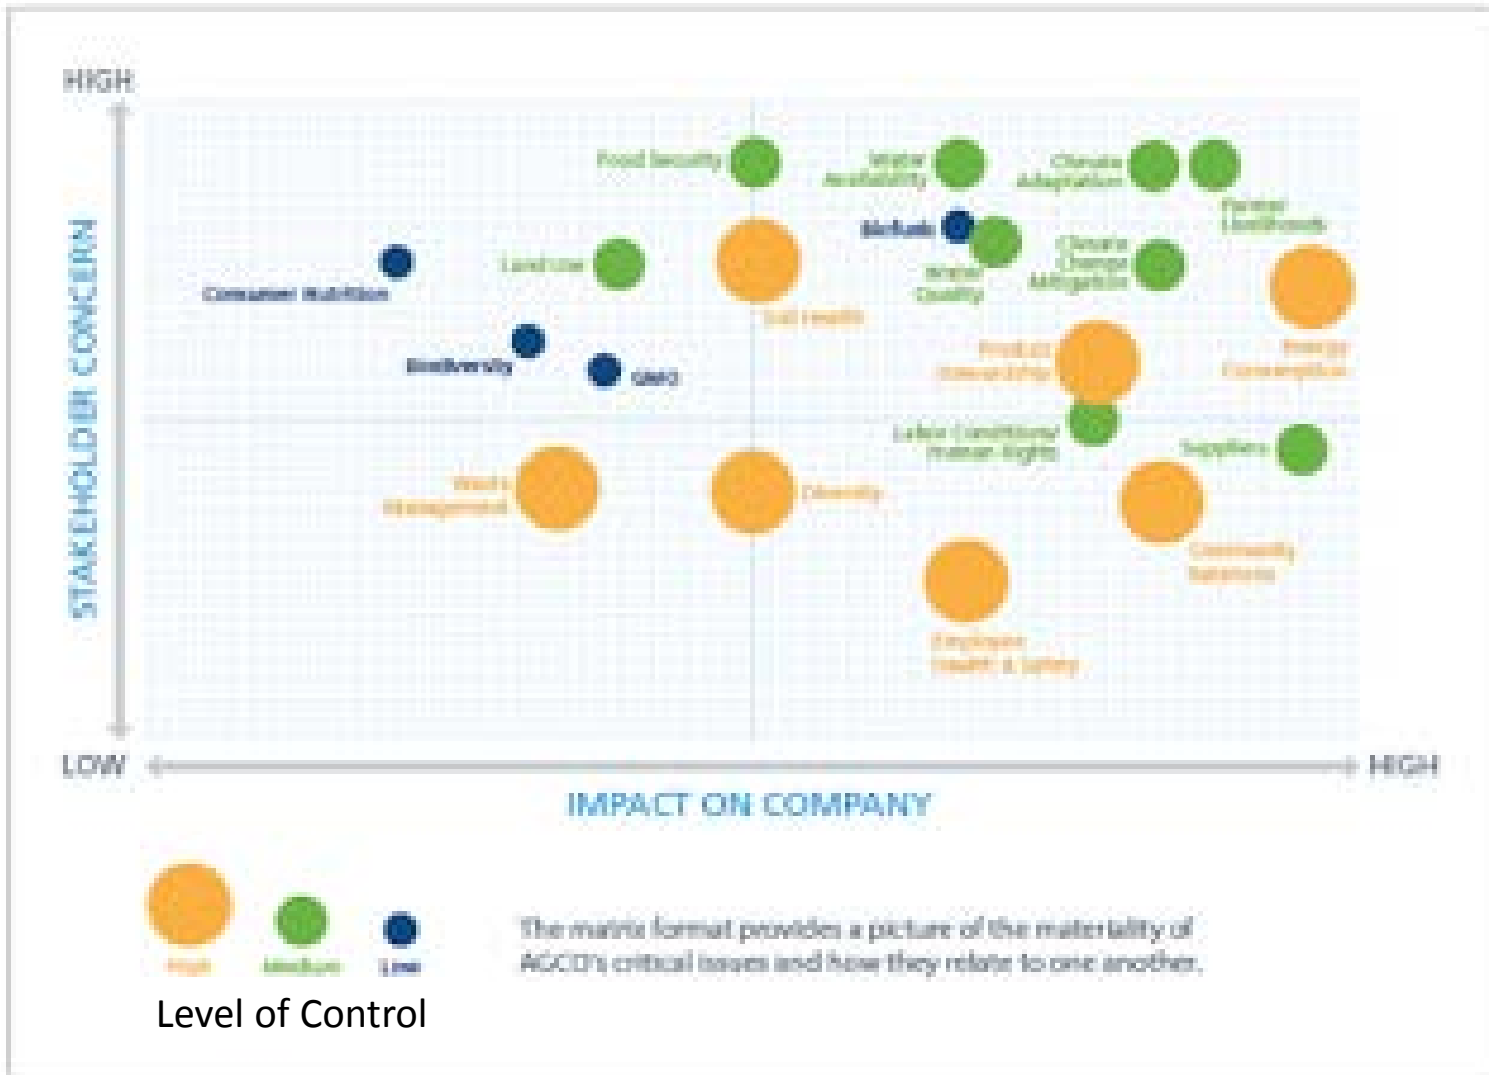 HIGH
STAKEHOLDER CONCERN
Food Security
Water
Availability
Climate
Adaptation
Farmer
Livelihoods
Biofuels
Water
Quality
Climate
Change
Mitigation
Consumer Nutrition
Land Use
Soil Health
Energy
Consumption
Biodiversity
GMO
Product
Stewardship
Labor Conditions/
Human Rights
Suppliers
Waste
Management
Diversity
Community
Relations
Employee
Health & Safety
LOW
HIGH
IMPACT ON COMPANY
High
Medium
Low
Level of Control
The matrix format provides a picture of the materiality of
AGCO's critical issues and how they relate to one another.